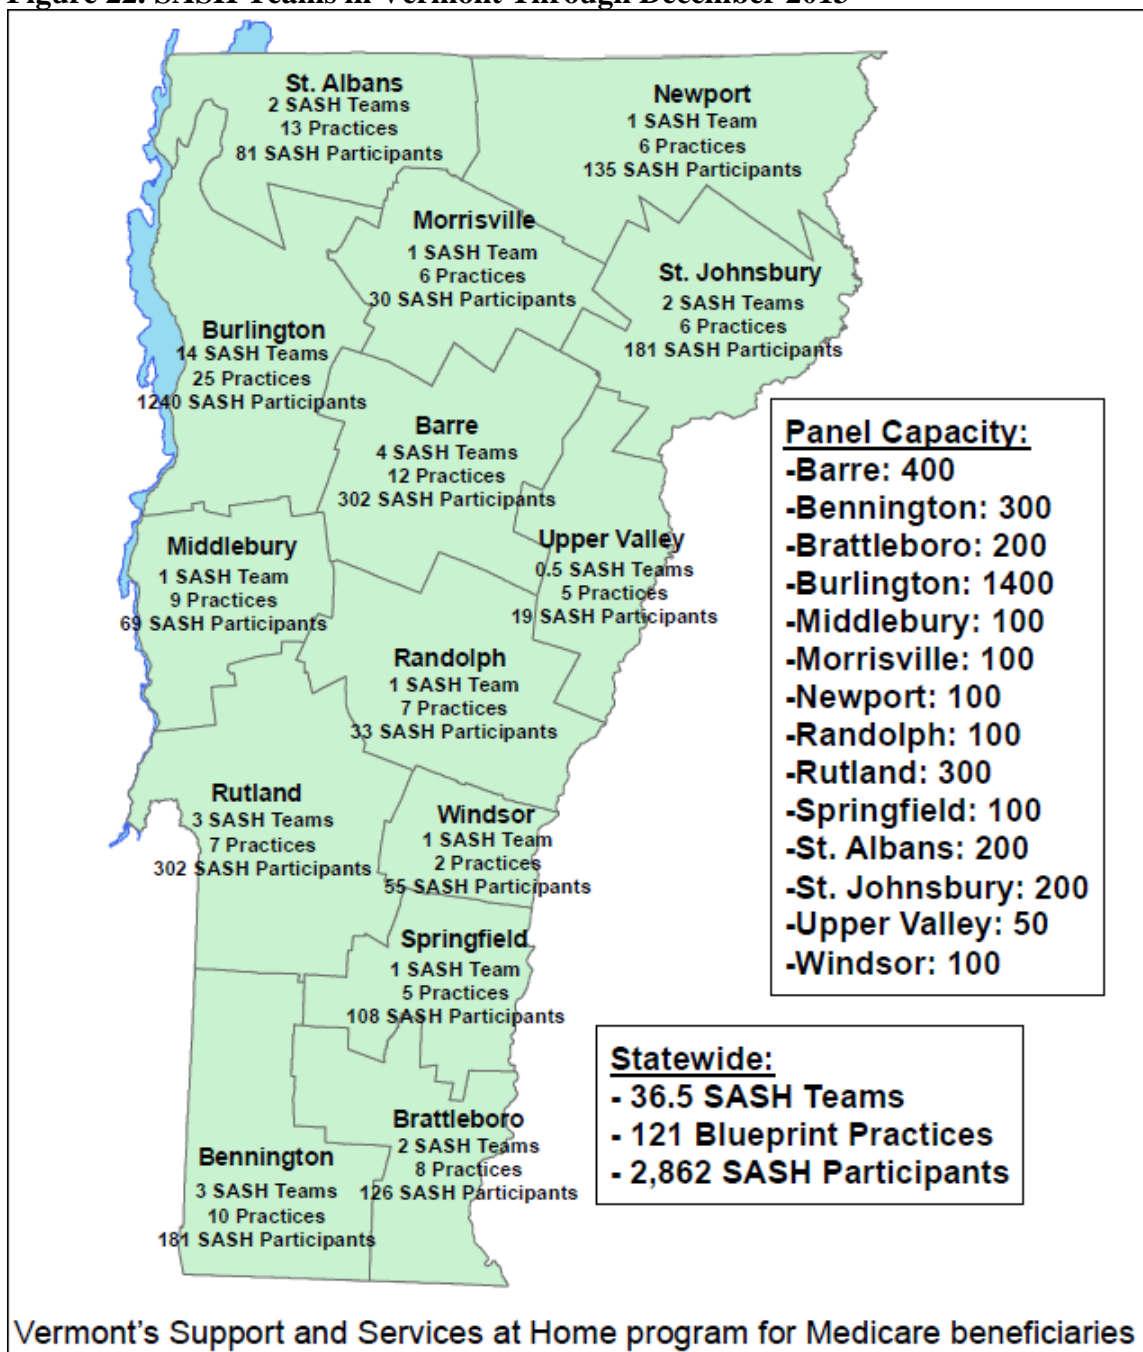 Figure 22. SASH Teams in Vermont Through December 2013
St. Albans
2 SASH Teams
13 Practices
81 SASH Participants
Newport
1 SASH Team
6 Practices
135 SASH Participants
Morrisville
1 SASH Team
6 Practices
30 SASH Participants
St. Johnsbury
2 SASH Teams
6 Practices
181 SASH Participants
Burlington
14 SASH Teams
25 Practices
1240 SASH Participants
Barre
4 SASH Teams
12 Practices
302 SASH Participants
Middlebury
1 SASH Team
9 Practices
69 SASH Participants
Upper Valley
0.5 SASH Teams
5 Practices
19 SASH Participants
Randolph
1 SASH Team
7 Practices
33 SASH Participants
Rutland
3 SASH Teams
7 Practices
302 SASH Participants
Windsor
1 SASH Team
2 Practices
55 SASH Participants
Springfield
1 SASH Team
5 Practices
108 SASH Participants
Brattleboro
2 SASH Teams
8 Practices
126 SASH Participants
Bennington
3 SASH Teams
10 Practices
181 SASH Participants
Panel Capacity:
-Barre: 400
-Bennington: 300
-Brattleboro: 200
-Burlington: 1400
-Middlebury: 100
-Morrisville: 100
-Newport: 100
-Randolph: 100
-Rutland: 300
-Springfield: 100
-St. Albans: 200
-St. Johnsbury: 200
-Upper Valley: 50
-Windsor: 100
Statewide:
- 36.5 SASH Teams
- 121 Blueprint Practices
- 2,862 SASH Participants
Vermont's Support and Services at Home program for Medicare beneficiaries